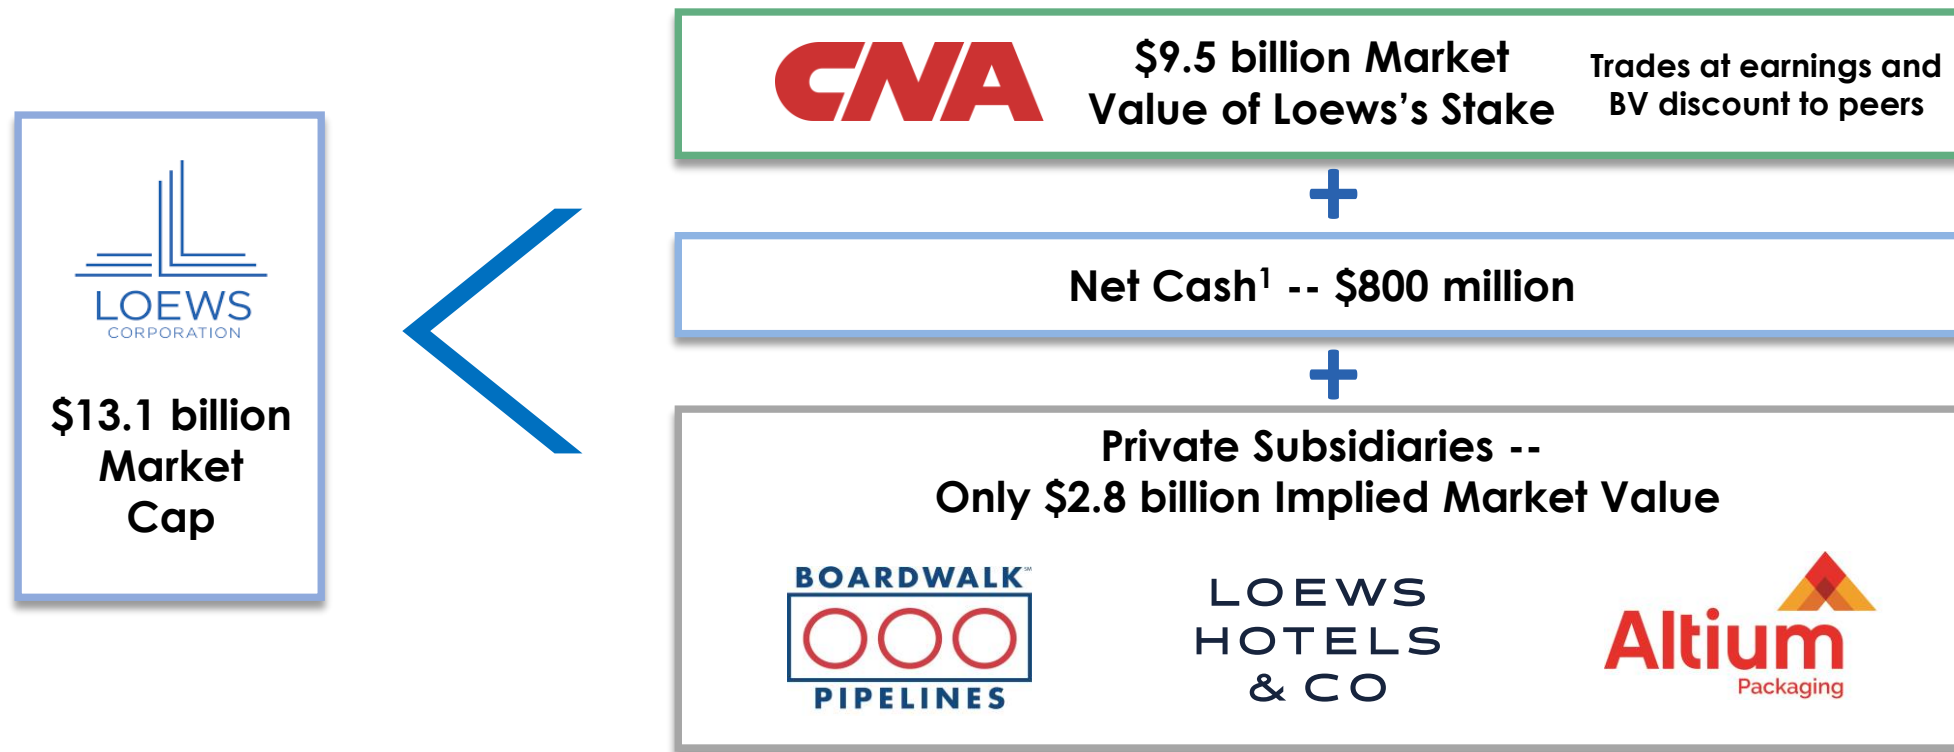 LOEWS
CORPORATION
$13.1 billion
Market
Cap
CNA
$9.5 billion Market
Value of Loews's Stake
Trades at earnings and
BV discount to peers
+
Net Cash¹ -- $800 million
+
Private Subsidiaries --
Only $2.8 billion Implied Market Value
BOARDWALK℠
PIPELINES
LOEWS
HOTELS
& CO
Altium
Packaging